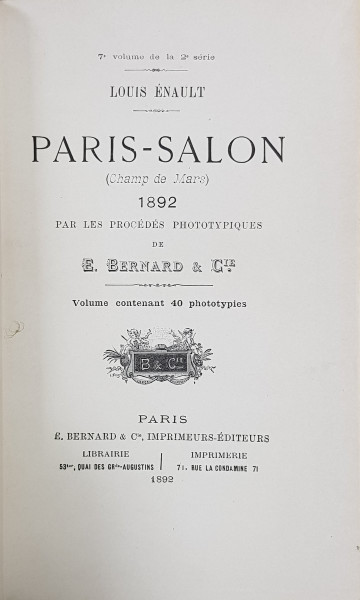 7e volume de la 2e série
LOUIS ÉNAULT
PARIS-SALON
(Champ de Mars)
1892
PAR LES PROCÉDÉS PHOTOTYPIQUES
DE
E. BERNARD & CIE
Volume contenant 40 phototypies
B & CIE
PARIS
E. BERNARD & Cie, IMPRIMEURS-ÉDITEURS
LIBRAIRIE
53ter, QUAI DES GRds-AUGUSTINS
IMPRIMERIE
71, RUE LA CONDAMINE 71
1892